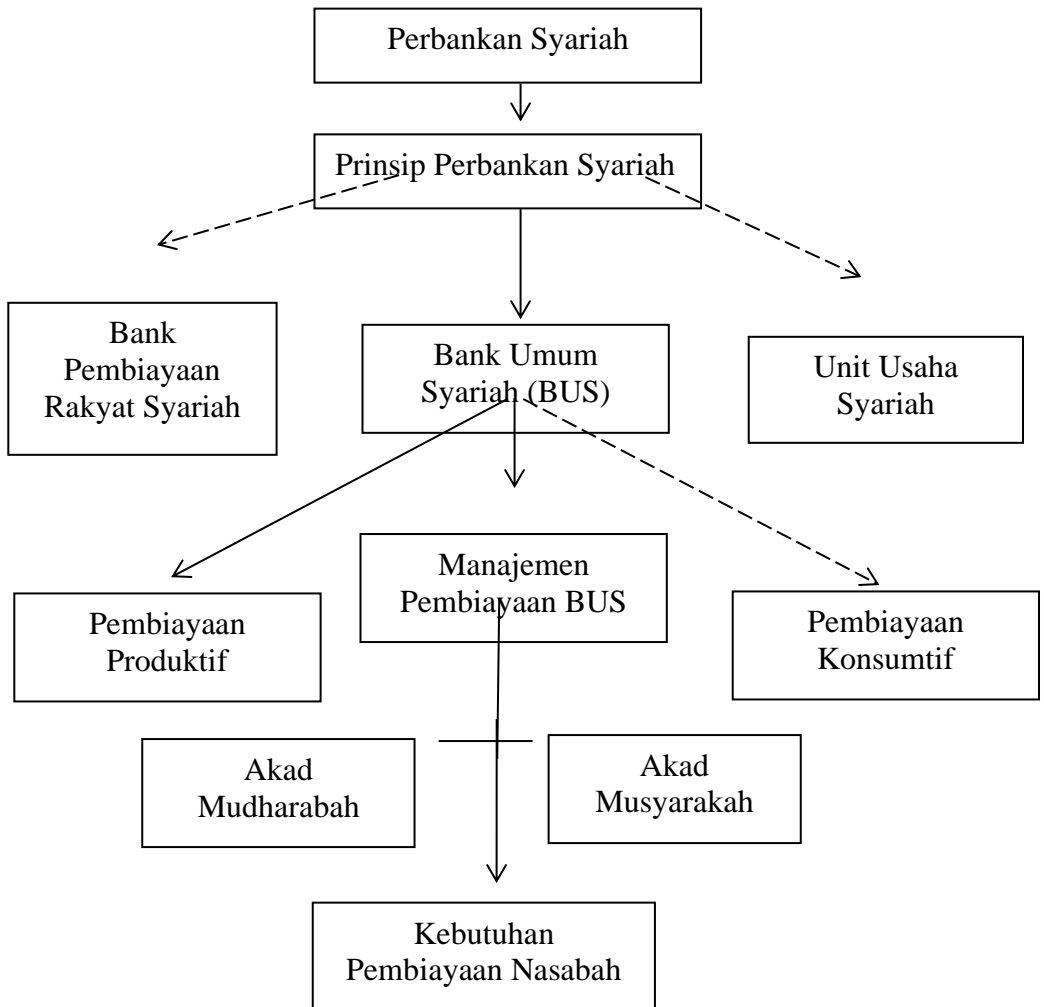 Perbankan Syariah
Prinsip Perbankan Syariah
Bank
Pembiayaan
Rakyat Syariah
Bank Umum
Syariah (BUS)
Unit Usaha
Syariah
Manajemen
Pembiayaan BUS
Pembiayaan
Produktif
Pembiayaan
Konsumtif
Akad
Mudharabah
Akad
Musyarakah
Kebutuhan
Pembiayaan Nasabah